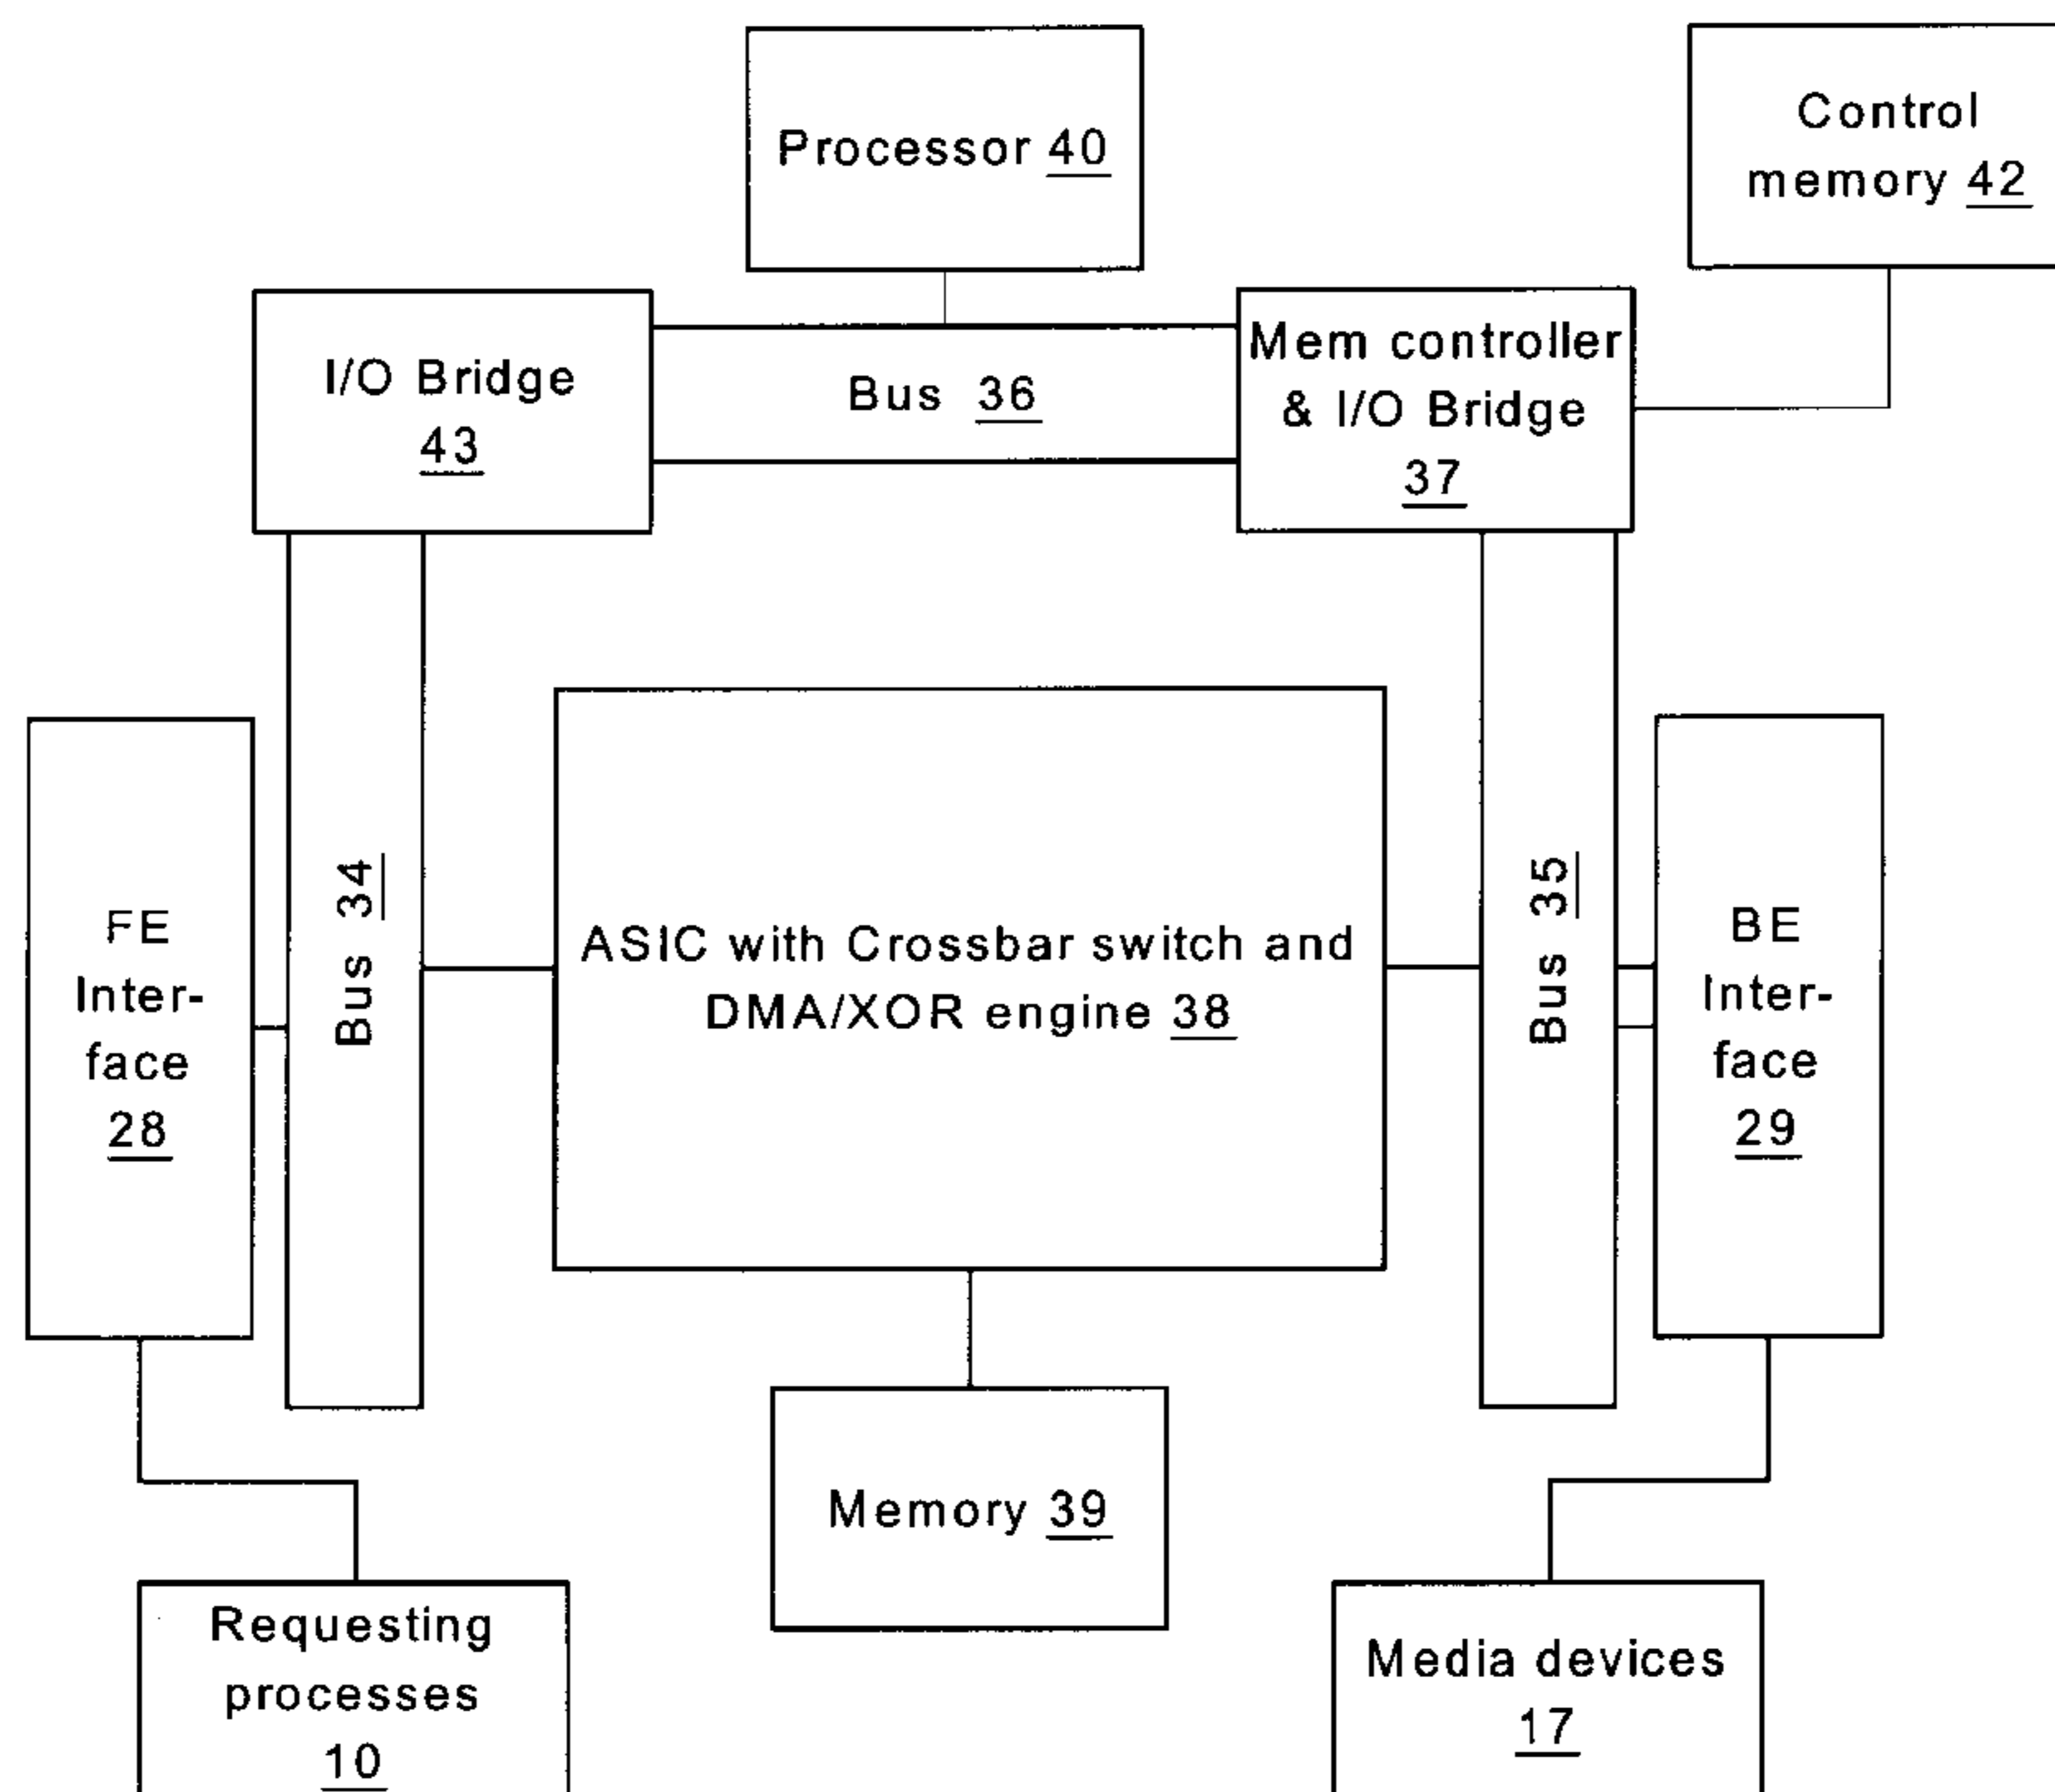 Processor 40
Control
memory 42
I/O Bridge
43
Bus 36
Mem controller
& I/O Bridge
37
FE
Inter-
face
28
Bus 34
ASIC with Crossbar switch and
DMA/XOR engine 38
Bus 35
BE
Inter-
face
29
Memory 39
Requesting
processes
10
Media devices
17